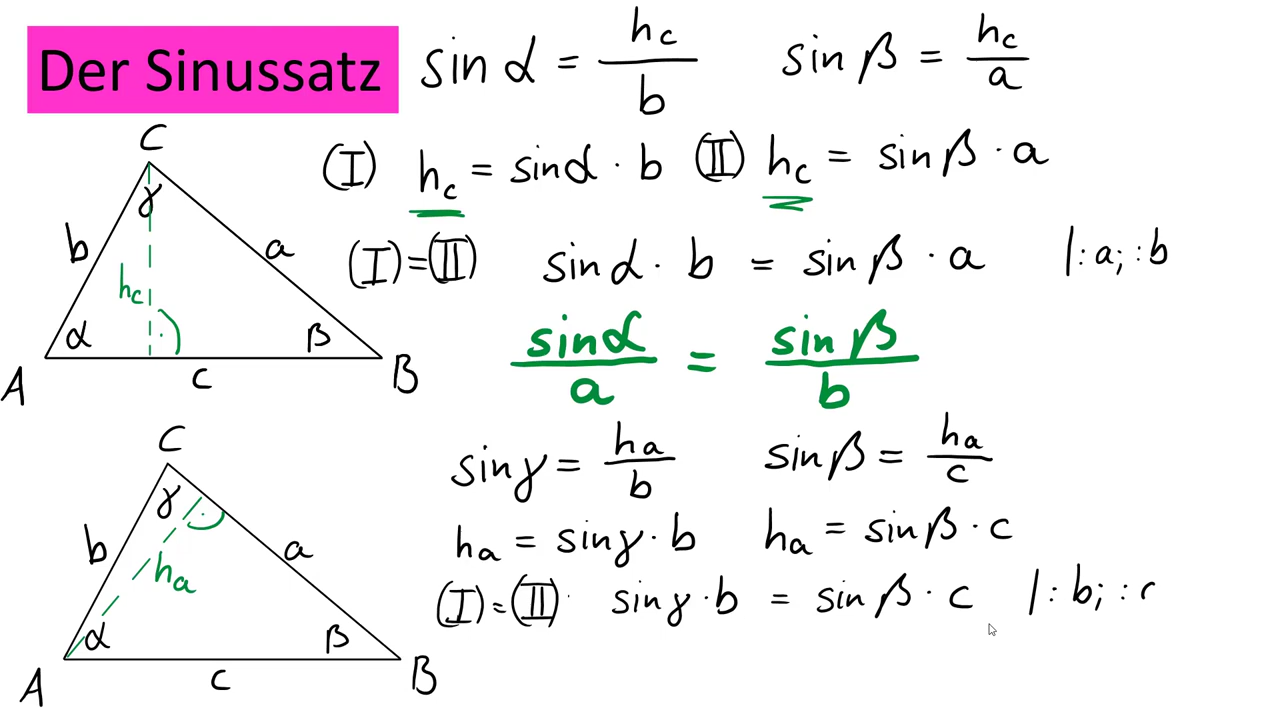 Der Sinussatz
sin α = h_c / b    sin β = h_c / a
(I) h_c = sin α · b    (II) h_c = sin β · a
(I) = (II)    sin α · b = sin β · a    | : a; : b
sin α / a = sin β / b
C
γ
b
a
h_c
α
β
A
c
B
sin γ = h_a / b    sin β = h_a / c
h_a = sin γ · b    h_a = sin β · c
(I) = (II)    sin γ · b = sin β · c    | : b; :
C
γ
b
a
h_a
α
β
A
c
B